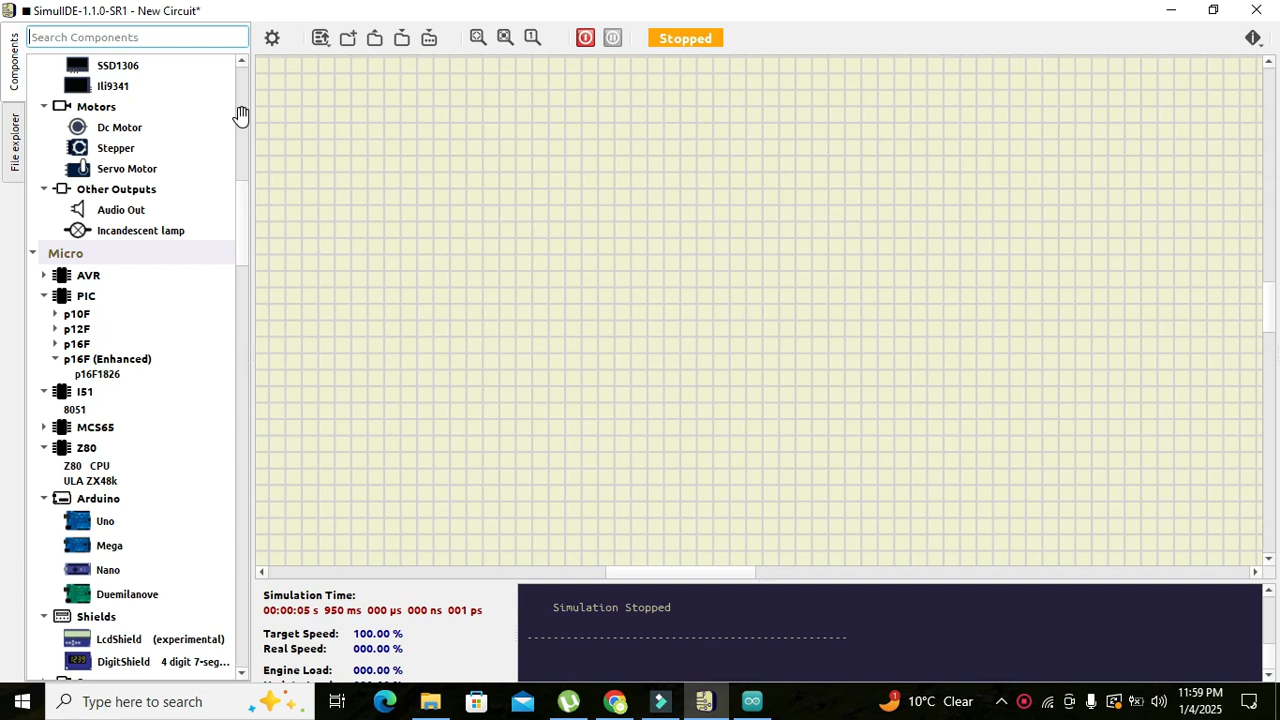 SimulIDE-1.1.0-SR1 - New Circuit*
Components
File explorer
Search Components
SSD1306
Ili9341
Motors
Dc Motor
Stepper
Servo Motor
Other Outputs
Audio Out
Incandescent lamp
Micro
AVR
PIC
p10F
p12F
p16F
p16F (Enhanced)
p16F1826
I51
8051
MCS65
Z80
Z80 CPU
ULA ZX48k
Arduino
Uno
Mega
Nano
Duemilanove
Shields
LcdShield (experimental)
DigitShield 4 digit 7-seg...
1
Stopped
Simulation Time:
00:00:05 s 950 ms 000 µs 000 ns 001 ps
Target Speed: 100.00 %
Real Speed: 000.00 %
Engine Load: 000.00 %
Simulation Stopped
-----------------------------------------------
Type here to search
1
10°C Clear
:59 PM
1/4/2025